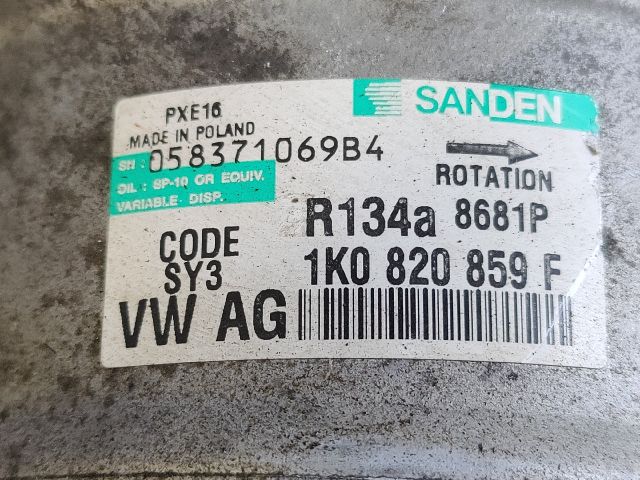 SANDEN
PXE16
MADE IN POLAND
SN: 058371069B4
ROTATION
OIL : SP-10 OR EQUIV.
VARIABLE DISP.
R134a 8681P
CODE
SY3
1K0 820 859 F
VW AG